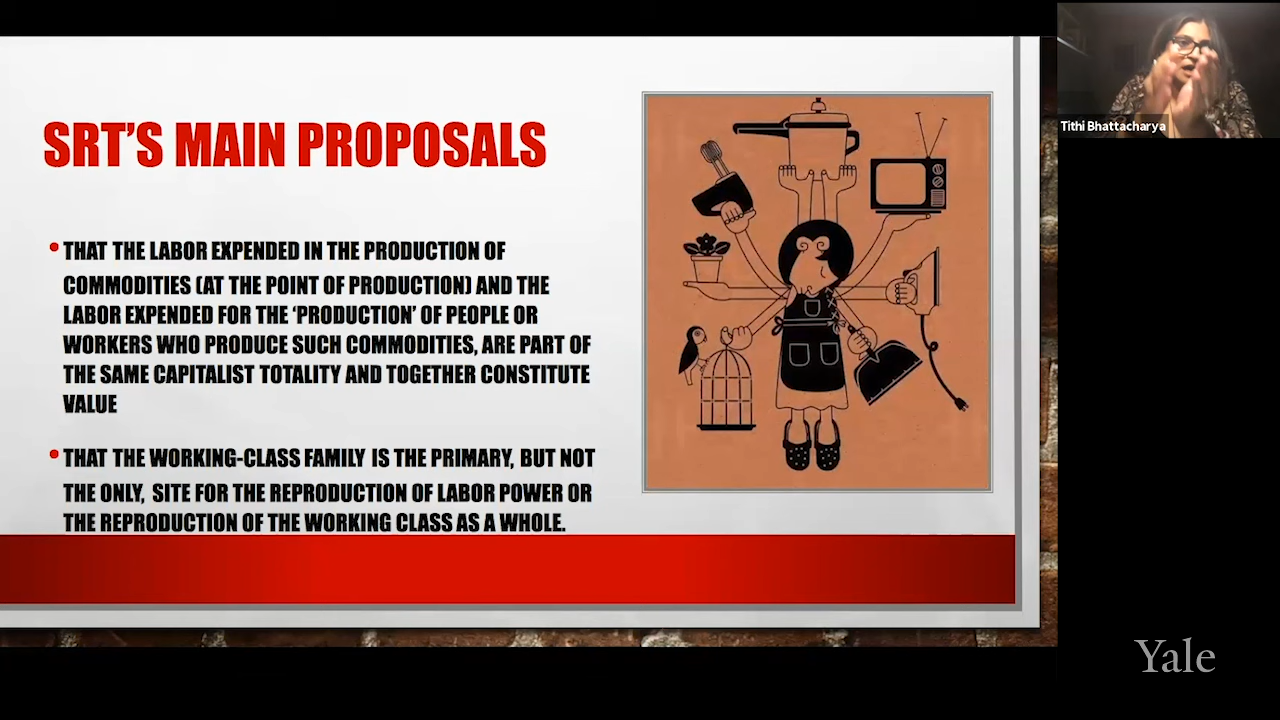 SRT'S MAIN PROPOSALS
• THAT THE LABOR EXPENDED IN THE PRODUCTION OF
COMMODITIES (AT THE POINT OF PRODUCTION) AND THE
LABOR EXPENDED FOR THE 'PRODUCTION' OF PEOPLE OR
WORKERS WHO PRODUCE SUCH COMMODITIES, ARE PART OF
THE SAME CAPITALIST TOTALITY AND TOGETHER CONSTITUTE
VALUE
• THAT THE WORKING-CLASS FAMILY IS THE PRIMARY, BUT NOT
THE ONLY, SITE FOR THE REPRODUCTION OF LABOR POWER OR
THE REPRODUCTION OF THE WORKING CLASS AS A WHOLE.
Tithi Bhattacharya
Yale